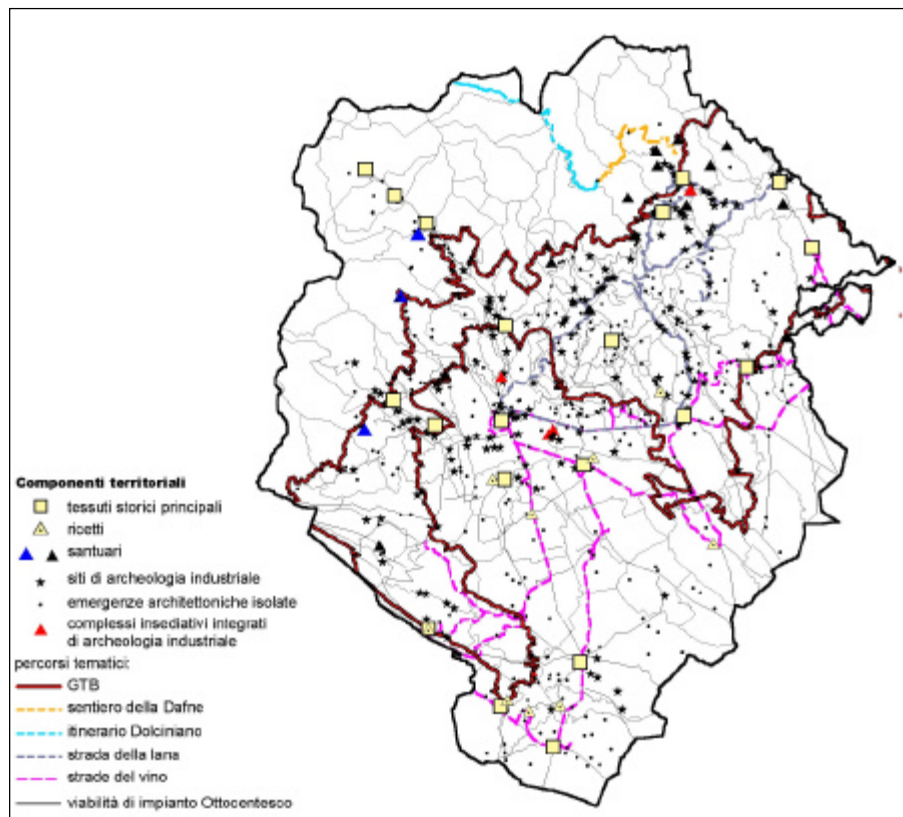 Componenti territoriali
tessuti storici principali
ricetti
santuari
siti di archeologia industriale
emergenze architettoniche isolate
complessi insediativi integrati
di archeologia industriale
percorsi tematici:
GTB
sentiero della Dafne
itinerario Dolciniano
strada della lana
strade del vino
viabilità di impianto Ottocentesco